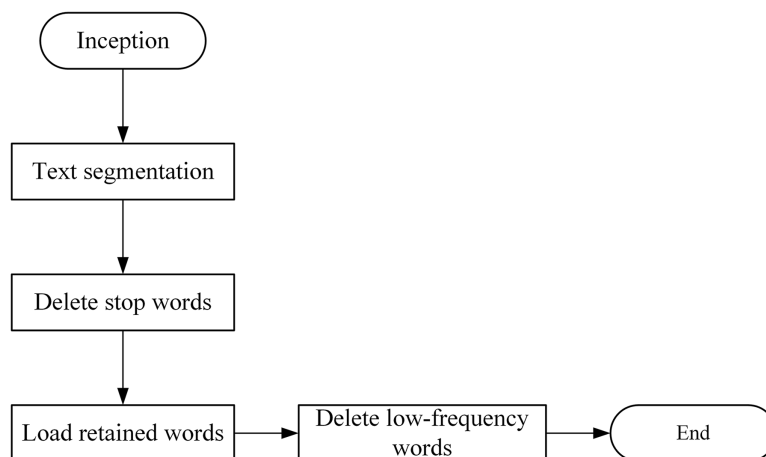 Inception
Text segmentation
Delete stop words
Load retained words
Delete low-frequency
words
End